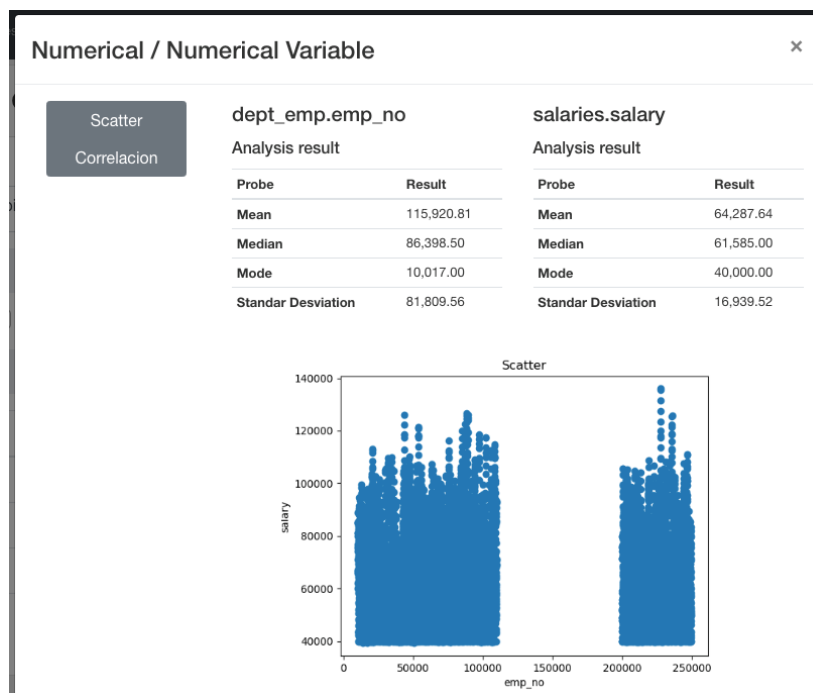 Numerical / Numerical Variable
×
Scatter
Correlacion
dept_emp.emp_no
Analysis result
Probe Result
Mean 115,920.81
Median 86,398.50
Mode 10,017.00
Standar Desviation 81,809.56
salaries.salary
Analysis result
Probe Result
Mean 64,287.64
Median 61,585.00
Mode 40,000.00
Standar Desviation 16,939.52
Scatter
140000
120000
100000
80000
60000
40000
salary
0 50000 100000 150000 200000 250000
emp_no